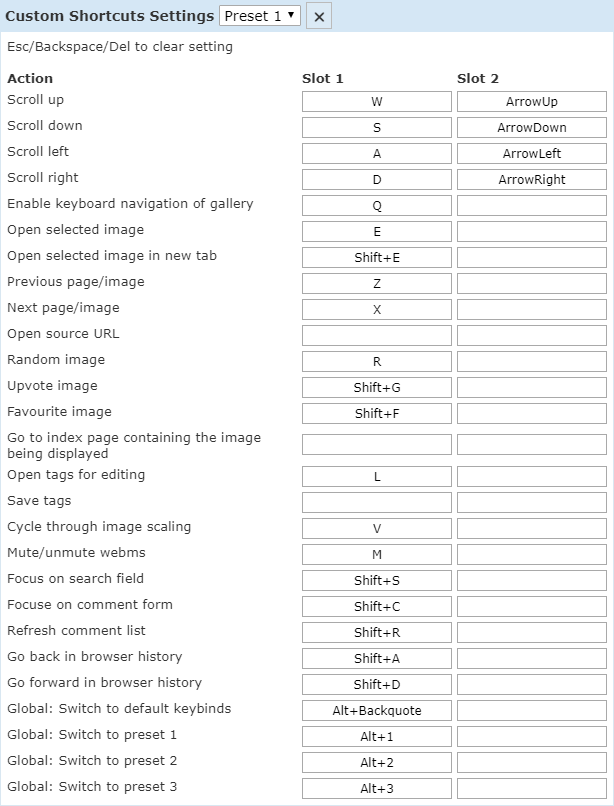 Custom Shortcuts Settings Preset 1 ▼ ×
Esc/Backspace/Del to clear setting
Action Slot 1 Slot 2
Scroll up W ArrowUp
Scroll down S ArrowDown
Scroll left A ArrowLeft
Scroll right D ArrowRight
Enable keyboard navigation of gallery Q
Open selected image E
Open selected image in new tab Shift+E
Previous page/image Z
Next page/image X
Open source URL
Random image R
Upvote image Shift+G
Favourite image Shift+F
Go to index page containing the image
being displayed
Open tags for editing L
Save tags
Cycle through image scaling V
Mute/unmute webms M
Focus on search field Shift+S
Focuse on comment form Shift+C
Refresh comment list Shift+R
Go back in browser history Shift+A
Go forward in browser history Shift+D
Global: Switch to default keybinds Alt+Backquote
Global: Switch to preset 1 Alt+1
Global: Switch to preset 2 Alt+2
Global: Switch to preset 3 Alt+3